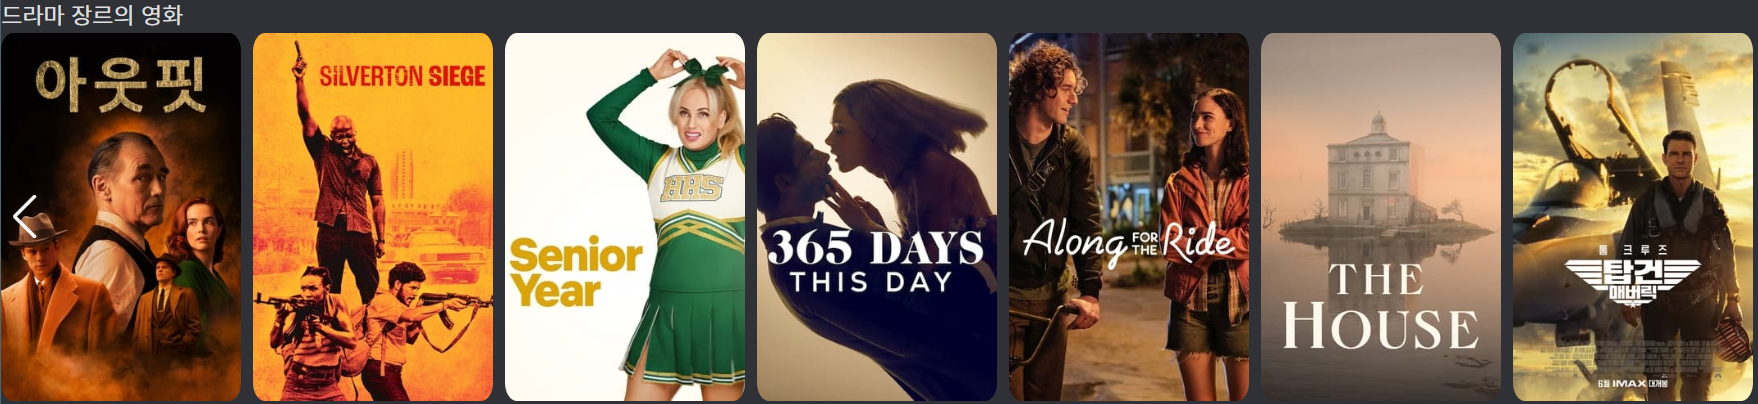 드라마 장르의 영화
아웃핏
SILVERTON SIEGE
HHS
Senior
Year
365 DAYS
THIS DAY
Along FOR THE Ride
THE
HOUSE
톰 크루즈
탑건
매버릭
6월 IMAX 대개봉